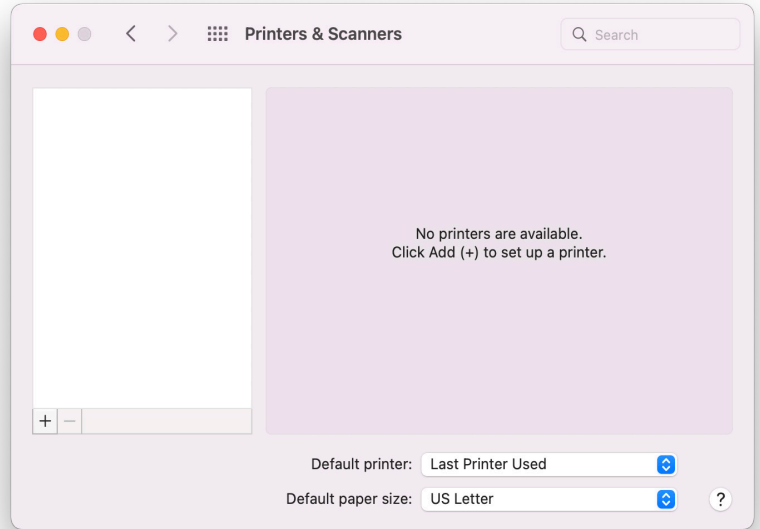 Printers & Scanners
Search
No printers are available.
Click Add (+) to set up a printer.
+ −
Default printer: Last Printer Used
Default paper size: US Letter
?